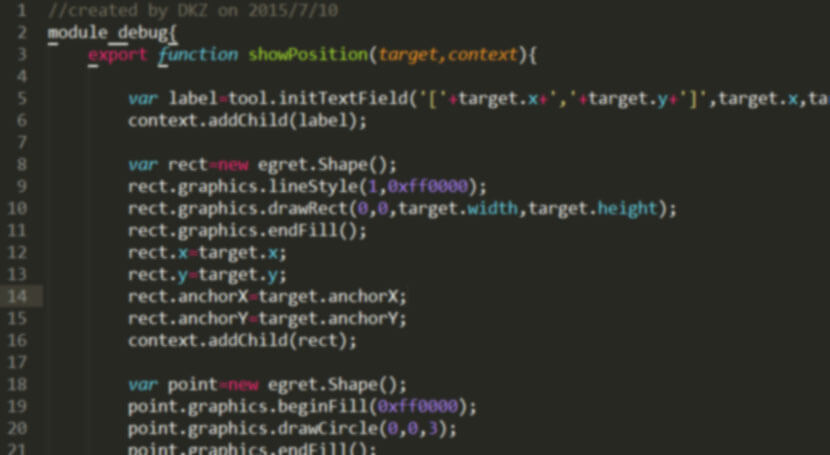 1 //created by DKZ on 2015/7/10
2 module debug{
3 export function showPosition(target,context){
4
5 var label=tool.initTextField('['+target.x+','+target.y+']',target.x,ta
6 context.addChild(label);
7
8 var rect=new egret.Shape();
9 rect.graphics.lineStyle(1,0xff0000);
10 rect.graphics.drawRect(0,0,target.width,target.height);
11 rect.graphics.endFill();
12 rect.x=target.x;
13 rect.y=target.y;
14 rect.anchorX=target.anchorX;
15 rect.anchorY=target.anchorY;
16 context.addChild(rect);
17
18 var point=new egret.Shape();
19 point.graphics.beginFill(0xff0000);
20 point.graphics.drawCircle(0,0,3);
21 point.graphics.endFill();